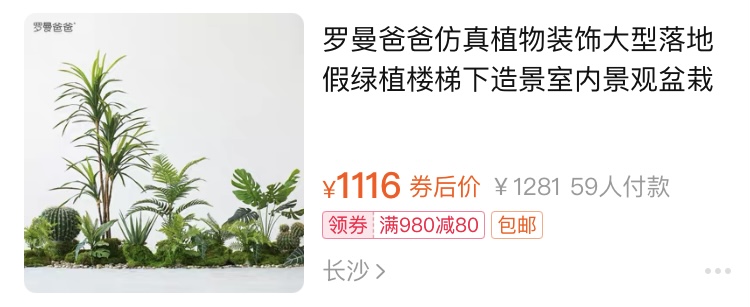 罗曼爸爸
罗曼爸爸仿真植物装饰大型落地
假绿植楼梯下造景室内景观盆栽
¥1116 券后价 ¥1281 59人付款
领券 满980减80 包邮
长沙 >